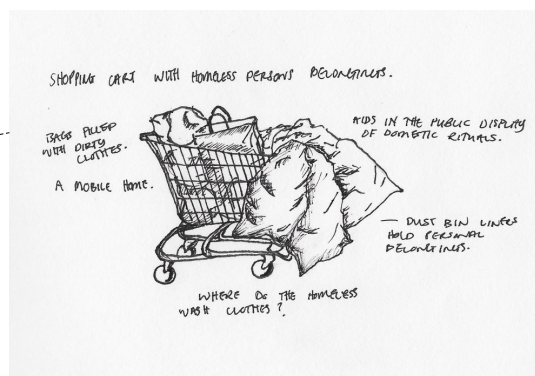 SHOPPING CART WITH HOMELESS PERSONS BELONGINGS.
BAGS FILLED
WITH DIRTY
CLOTHES.
A MOBILE HOME.
AIDS IN THE PUBLIC DISPLAY
OF DOMETIC RITUALS.
— DUST BIN LINERS
HOLD PERSONAL
BELONGINGS.
WHERE DO THE HOMELESS
WASH CLOTHES?